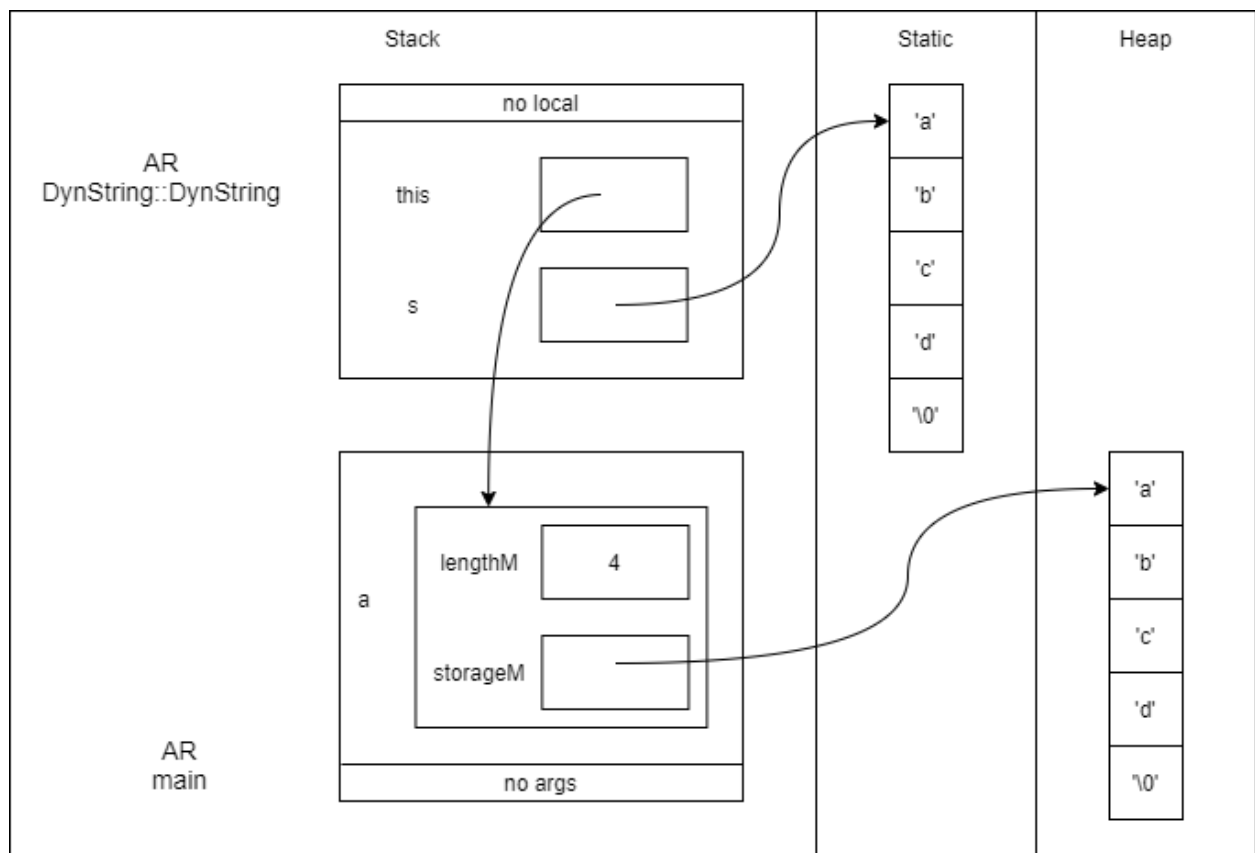 Stack
Static
Heap
no local
AR
DynString::DynString
this
s
'a'
'b'
'c'
'd'
'\0'
a
lengthM
4
storageM
AR
main
no args
'a'
'b'
'c'
'd'
'\0'